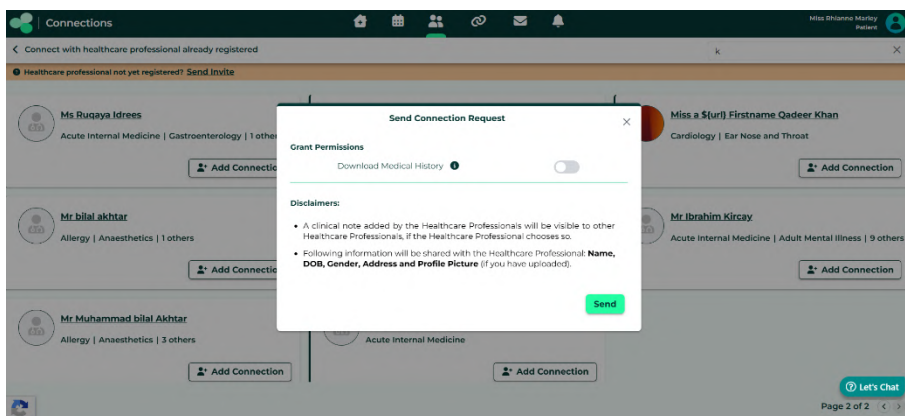 Connections
Miss Rhianne Marley
Patient
Connect with healthcare professional already registered
k
Healthcare professional not yet registered? Send Invite
Ms Ruqaya Idrees
Acute Internal Medicine | Gastroenterology | 1 othe
Add Connectio
Miss a ${url} Firstname Qadeer Khan
Cardiology | Ear Nose and Throat
Add Connection
Send Connection Request
Grant Permissions
Download Medical History
Disclaimers:
A clinical note added by the Healthcare Professionals will be visible to other
Healthcare Professionals, if the Healthcare Professional chooses so.
Following information will be shared with the Healthcare Professional: Name,
DOB, Gender, Address and Profile Picture (if you have uploaded).
Send
Mr bilal akhtar
Allergy | Anaesthetics | 1 others
Add Connectio
Mr Ibrahim Kircay
Acute Internal Medicine | Adult Mental Illness | 9 others
Add Connection
Mr Muhammad bilal Akhtar
Allergy | Anaesthetics | 3 others
Add Connection
Acute Internal Medicine
Add Connection
Let's Chat
Page 2 of 2